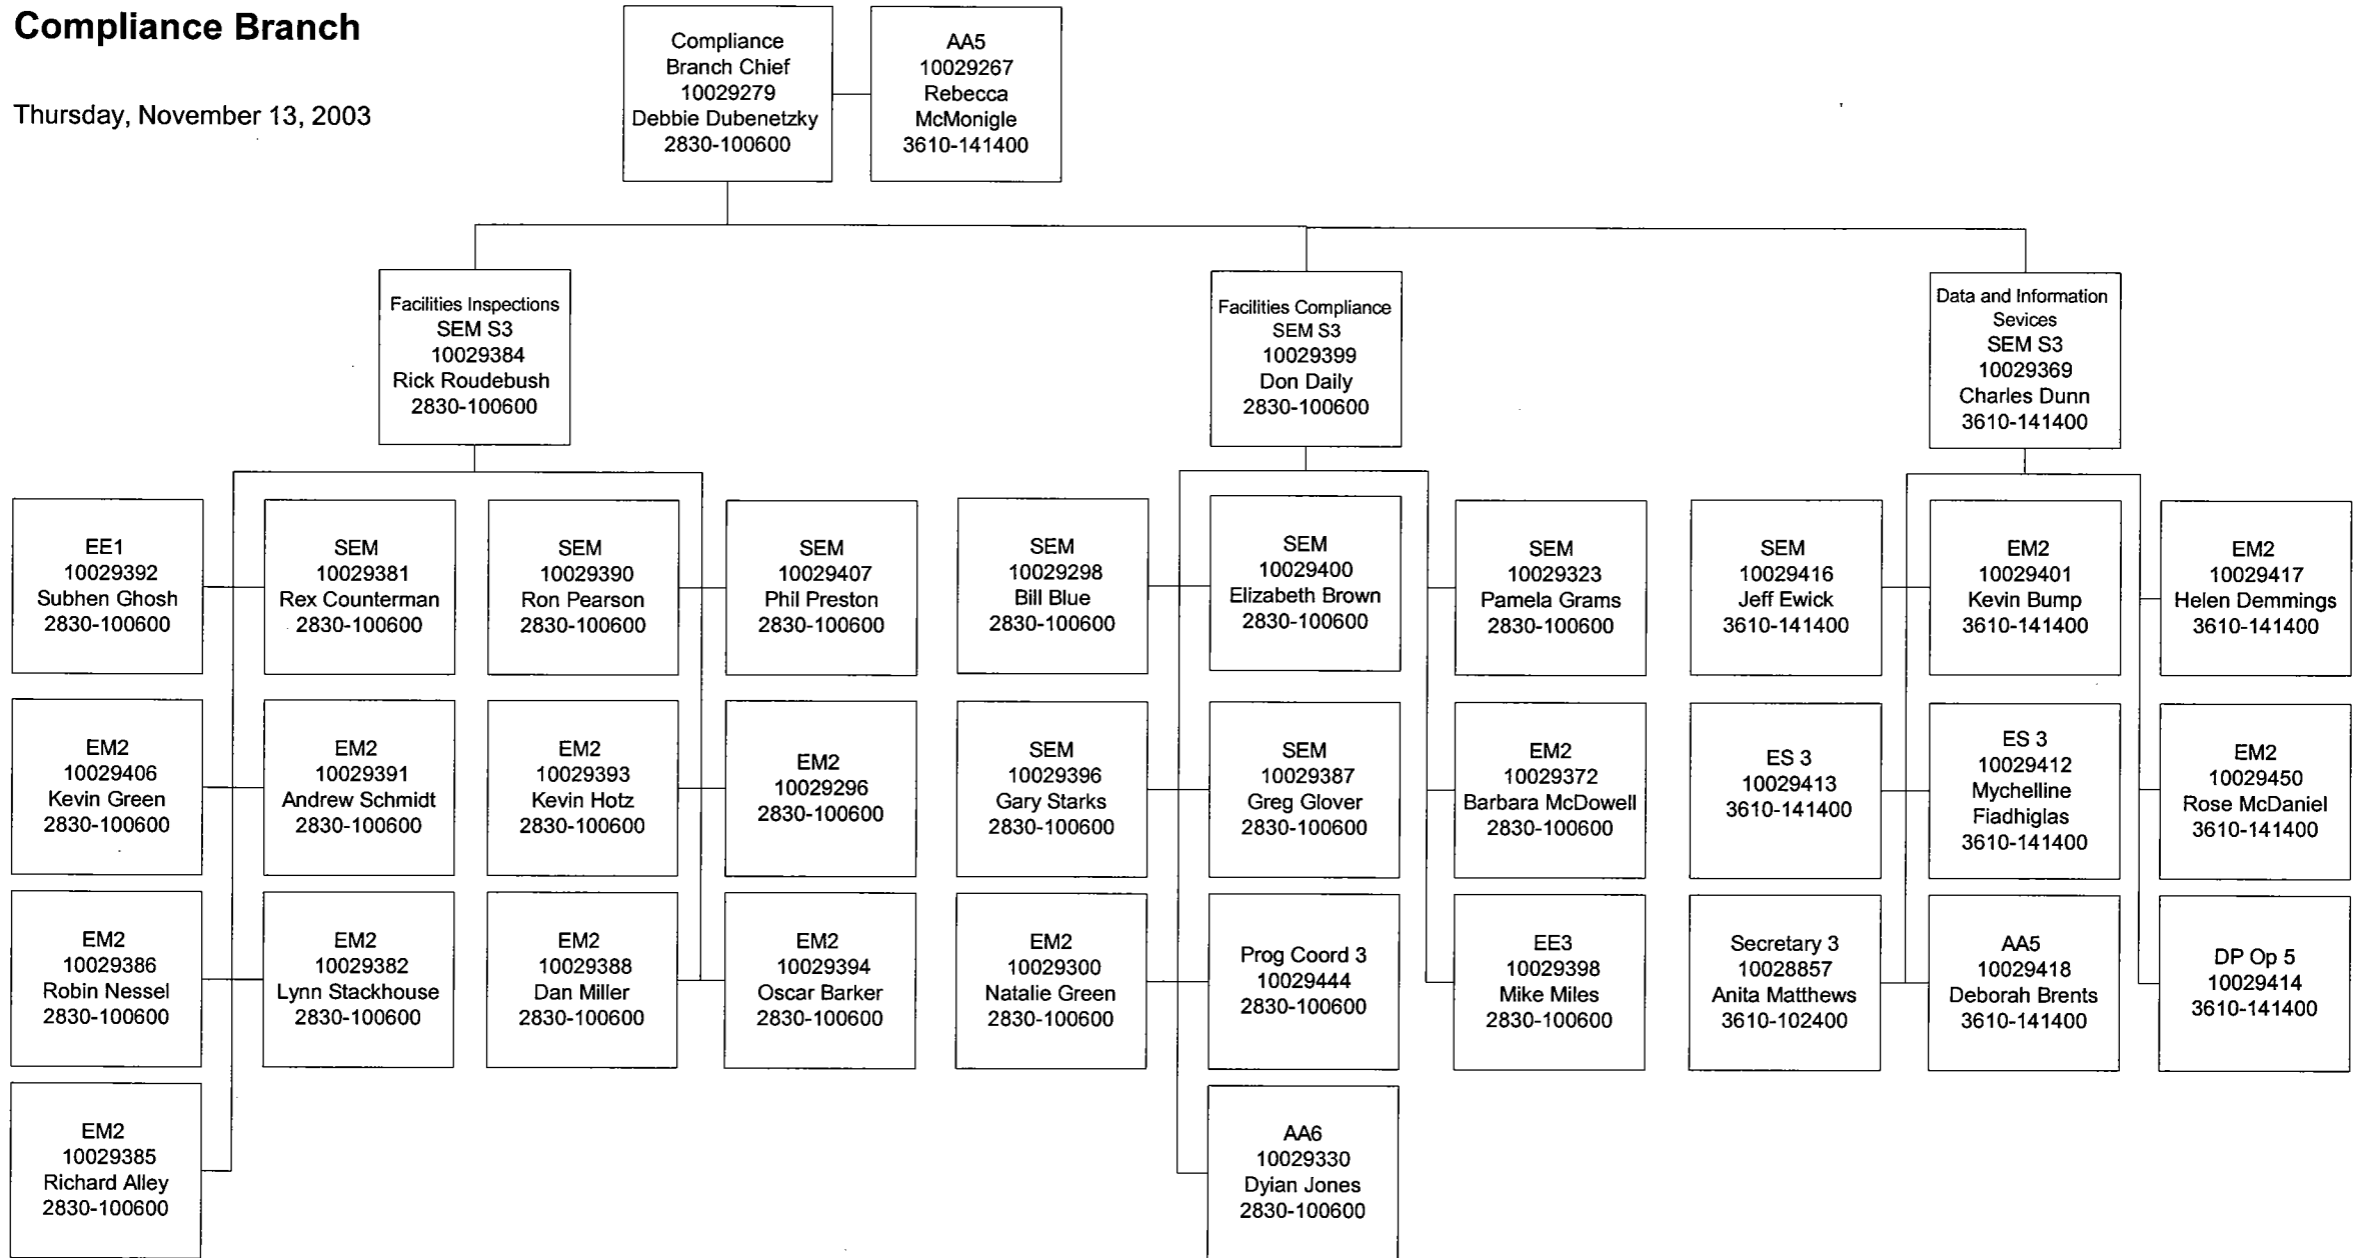 Compliance Branch
Thursday, November 13, 2003
Compliance
Branch Chief
10029279
Debbie Dubenetzky
2830-100600
AA5
10029267
Rebecca
McMonigle
3610-141400
Facilities Inspections
SEM S3
10029384
Rick Roudebush
2830-100600
Facilities Compliance
SEM S3
10029399
Don Daily
2830-100600
Data and Information
Sevices
SEM S3
10029369
Charles Dunn
3610-141400
EE1
10029392
Subhen Ghosh
2830-100600
SEM
10029381
Rex Counterman
2830-100600
SEM
10029390
Ron Pearson
2830-100600
SEM
10029407
Phil Preston
2830-100600
SEM
10029298
Bill Blue
2830-100600
SEM
10029400
Elizabeth Brown
2830-100600
SEM
10029323
Pamela Grams
2830-100600
SEM
10029416
Jeff Ewick
3610-141400
EM2
10029401
Kevin Bump
3610-141400
EM2
10029417
Helen Demmings
3610-141400
EM2
10029406
Kevin Green
2830-100600
EM2
10029391
Andrew Schmidt
2830-100600
EM2
10029393
Kevin Hotz
2830-100600
EM2
10029296
2830-100600
SEM
10029396
Gary Starks
2830-100600
SEM
10029387
Greg Glover
2830-100600
EM2
10029372
Barbara McDowell
2830-100600
ES 3
10029413
3610-141400
ES 3
10029412
Mychelline
Fiadhiglas
3610-141400
EM2
10029450
Rose McDaniel
3610-141400
EM2
10029386
Robin Nessel
2830-100600
EM2
10029382
Lynn Stackhouse
2830-100600
EM2
10029388
Dan Miller
2830-100600
EM2
10029394
Oscar Barker
2830-100600
EM2
10029300
Natalie Green
2830-100600
Prog Coord 3
10029444
2830-100600
EE3
10029398
Mike Miles
2830-100600
Secretary 3
10028857
Anita Matthews
3610-102400
AA5
10029418
Deborah Brents
3610-141400
DP Op 5
10029414
3610-141400
EM2
10029385
Richard Alley
2830-100600
AA6
10029330
Dyian Jones
2830-100600